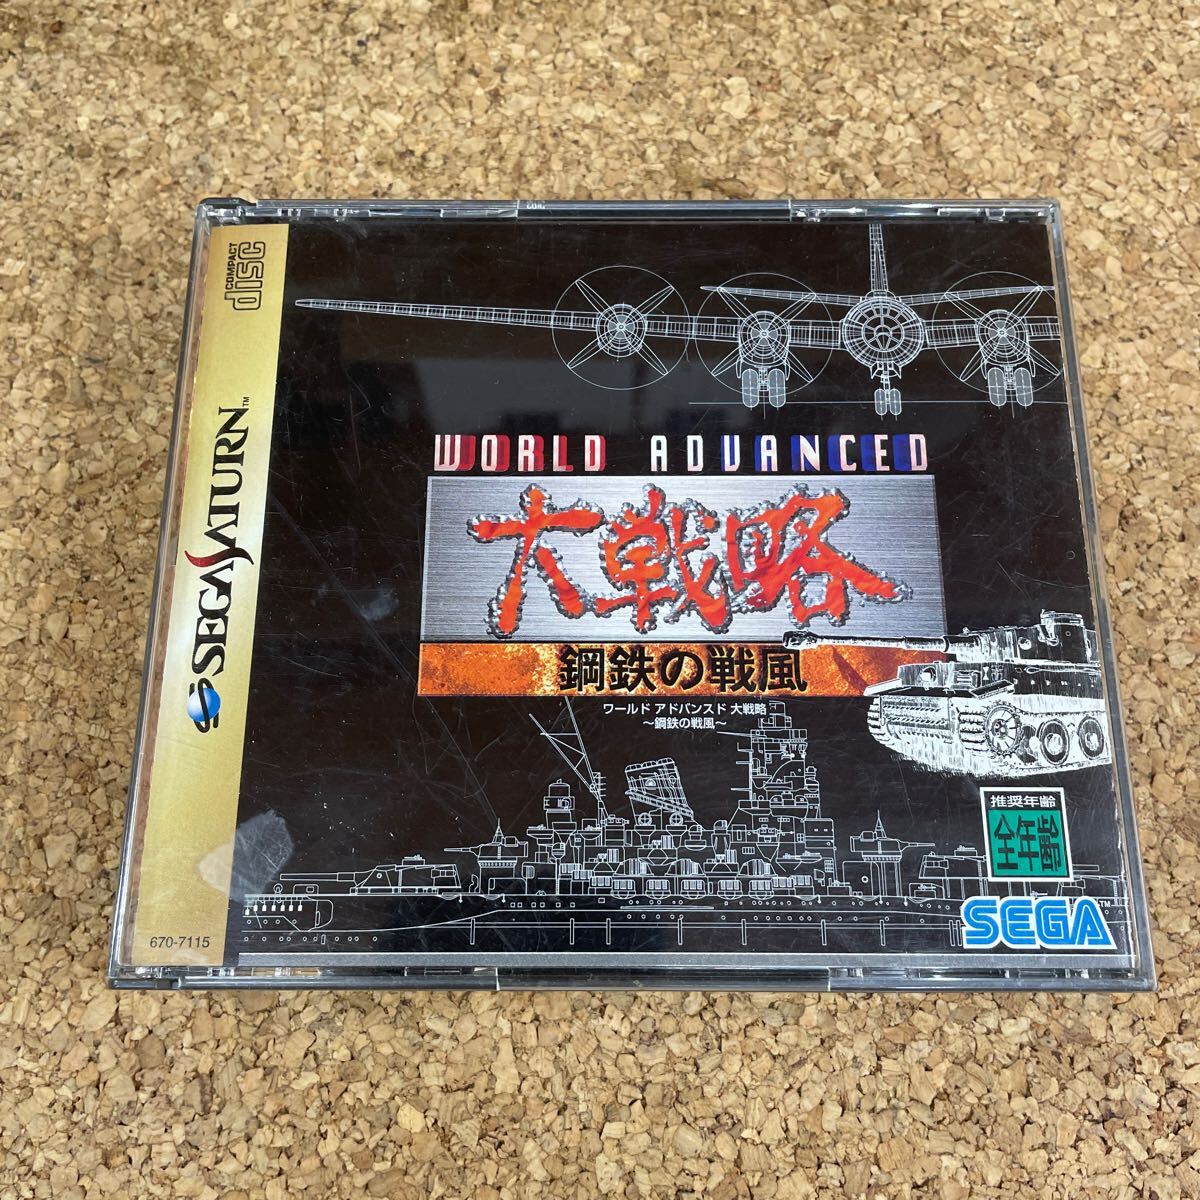 COMPACT
disc
SEGA SATURN™
670-7115
WORLD ADVANCED
大戦略
鋼鉄の戦風
ワールド アドバンスド 大戦略
～鋼鉄の戦風～
推奨年齢
全年齢
SEGA™